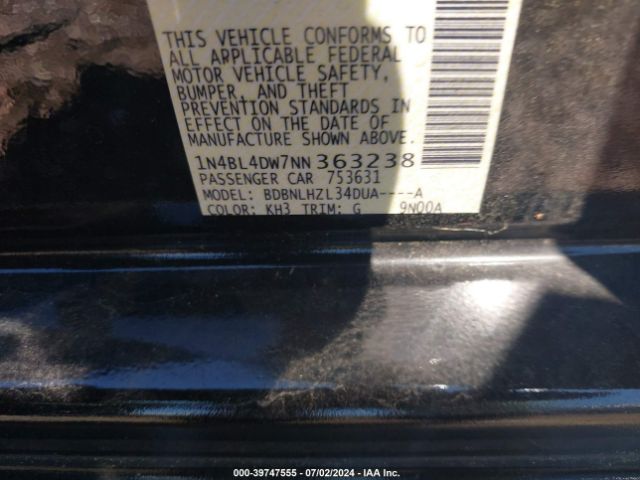 THIS VEHICLE CONFORMS TO
ALL APPLICABLE FEDERAL
MOTOR VEHICLE SAFETY,
BUMPER, AND THEFT
PREVENTION STANDARDS IN
EFFECT ON THE DATE OF
MANUFACTURE SHOWN ABOVE.
1N4BL4DW7NN363238
PASSENGER CAR 753631
MODEL: BDBNLHZL34DUA----A
COLOR: KH3 TRIM: G 9N00A
000-39747555 - 07/02/2024 - IAA Inc.